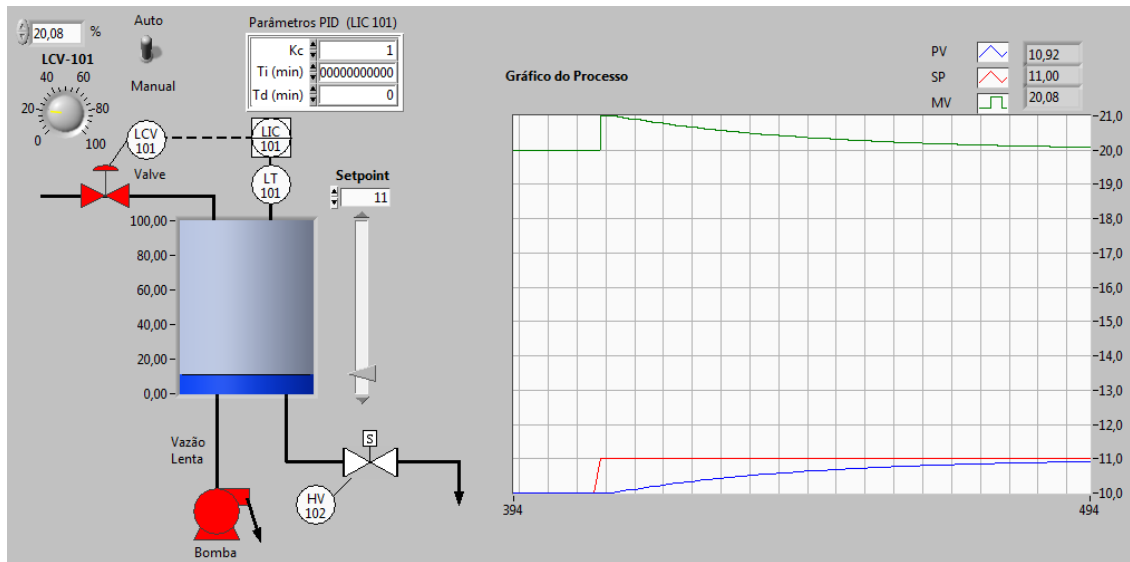 20,08 %
Auto
Manual
LCV-101
0
20
40
60
80
100
Parâmetros PID (LIC 101)
Kc 1
Ti (min) 00000000000
Td (min) 0
LCV
101
LIC
101
LT
101
Valve
Setpoint
11
100,00
80,00
60,00
40,00
20,00
0,00
Vazão
Lenta
Bomba
S
HV
102
Gráfico do Processo
PV 10,92
SP 11,00
MV 20,08
21,0
20,0
19,0
18,0
17,0
16,0
15,0
14,0
13,0
12,0
11,0
10,0
394
494